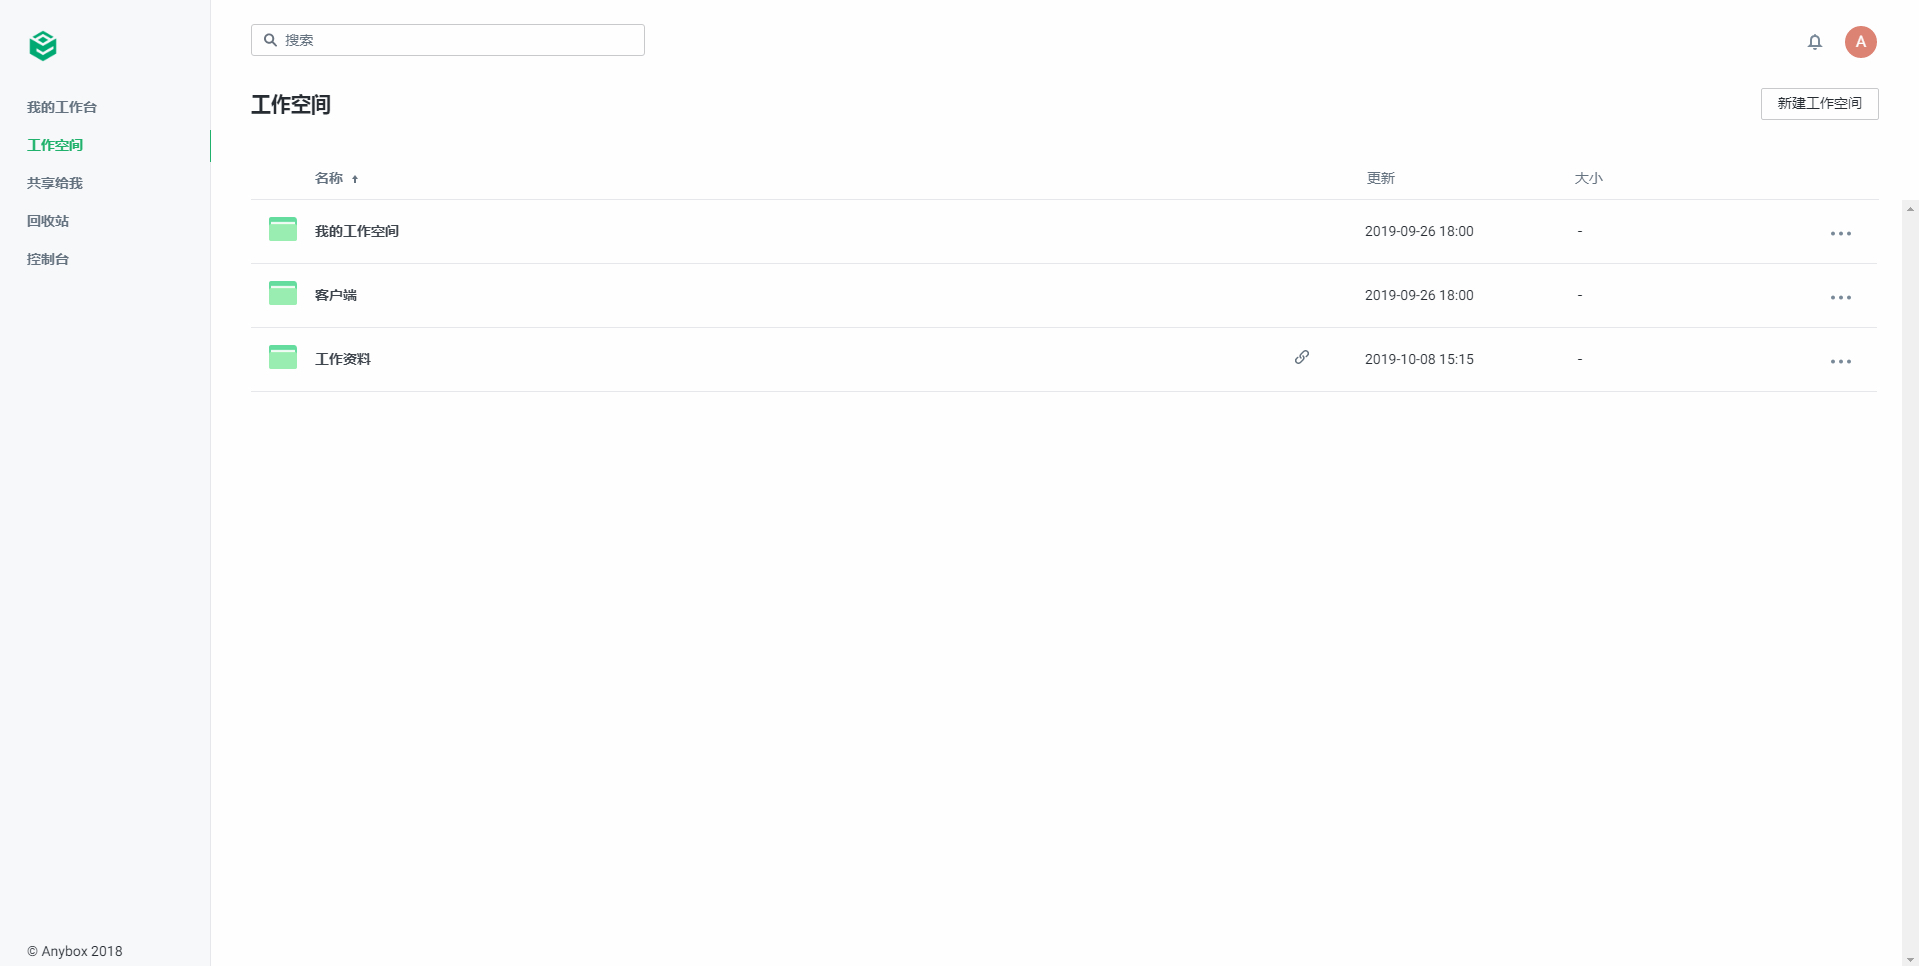 搜索
A
我的工作台
工作空间
共享给我
回收站
控制台
工作空间
新建工作空间
名称 更新 大小
我的工作空间 2019-09-26 18:00 -
客户端 2019-09-26 18:00 -
工作资料 2019-10-08 15:15 -
© Anybox 2018